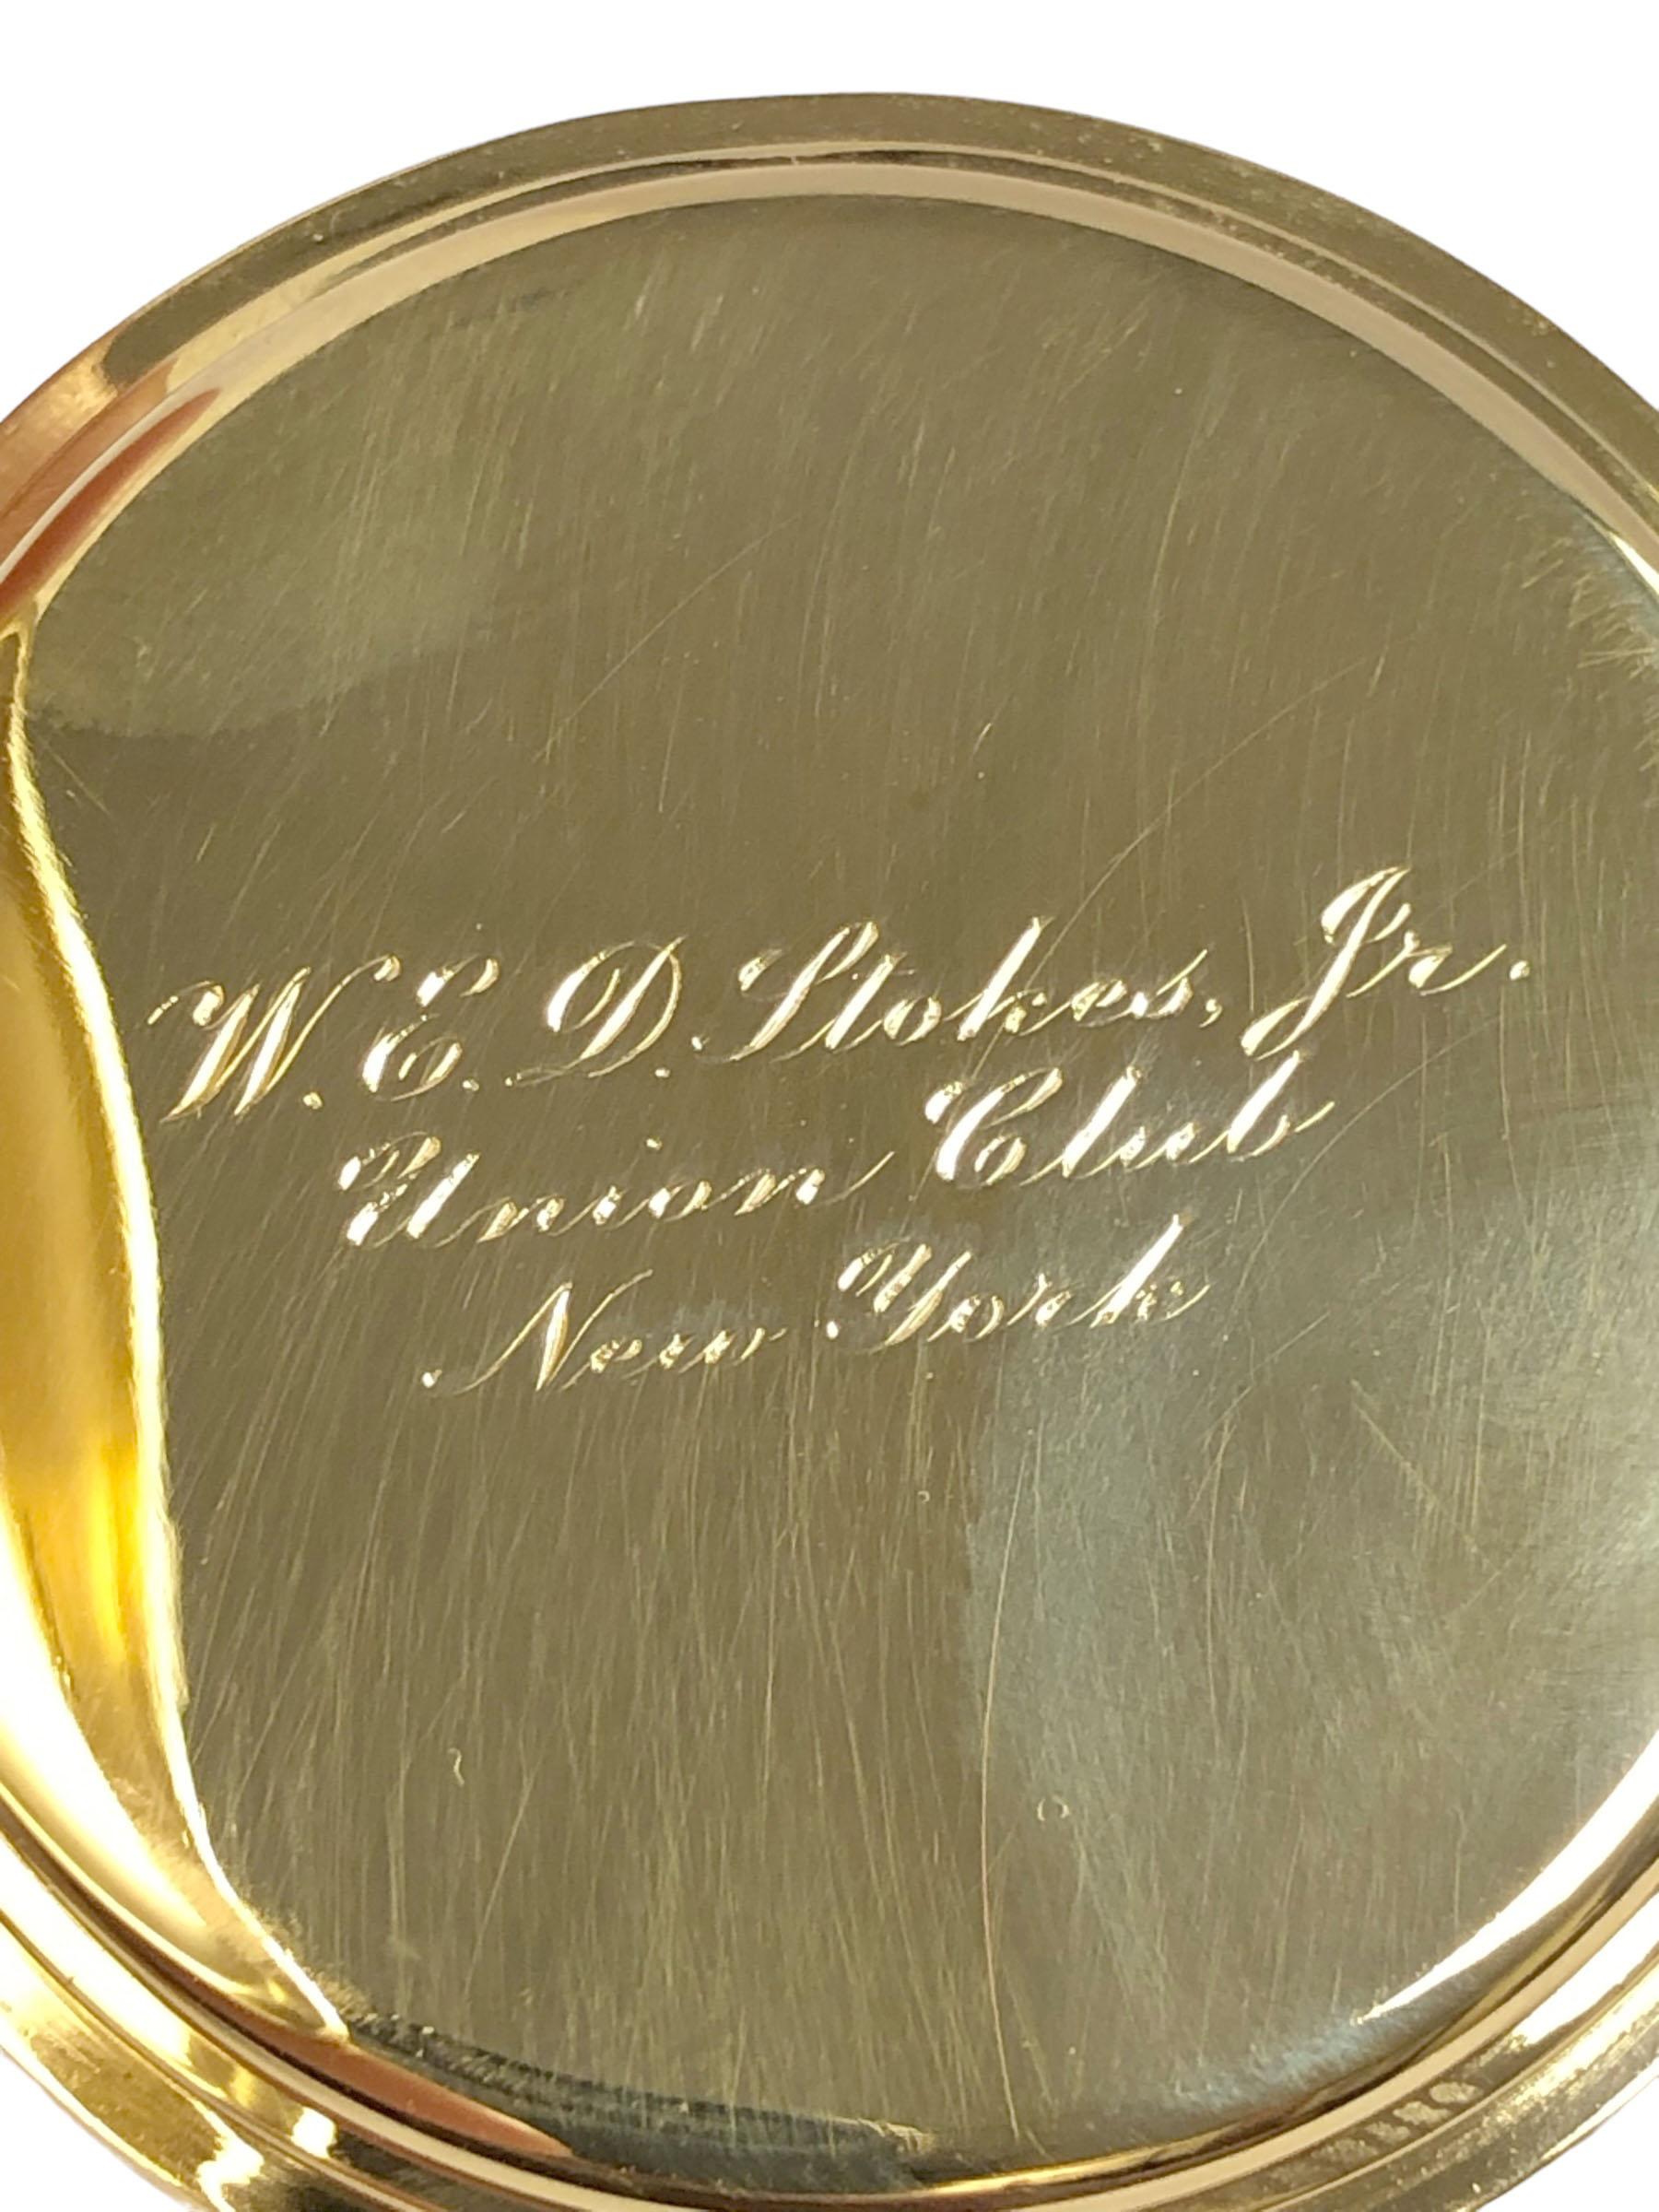 W. E. D. Stokes, Jr.
Union Club
New York